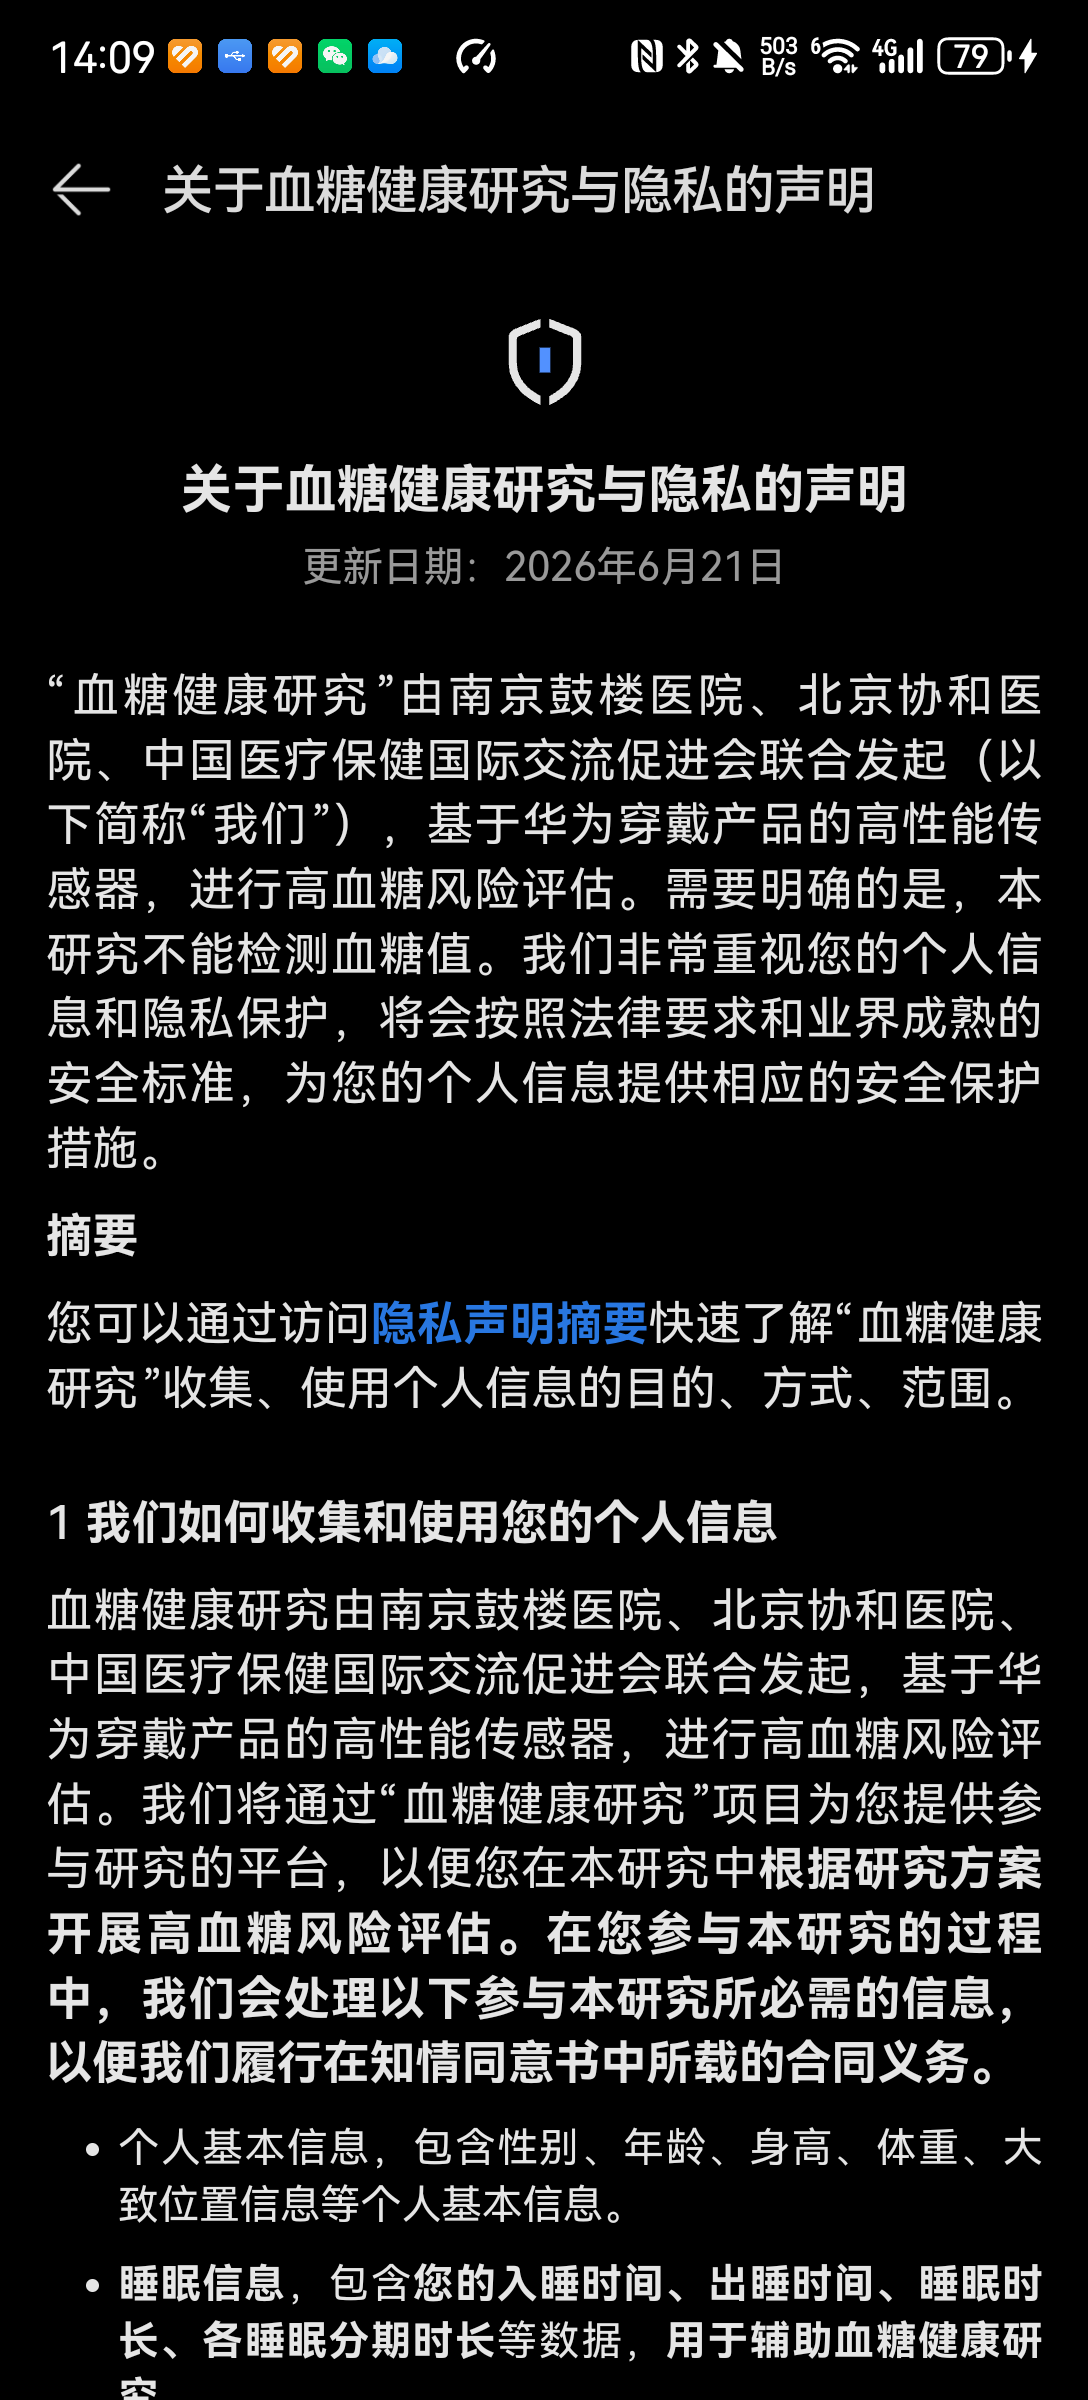 14:09
503 B/s
6
4G
79
关于血糖健康研究与隐私的声明
关于血糖健康研究与隐私的声明
更新日期：2026年6月21日
“血糖健康研究”由南京鼓楼医院、北京协和医
院、中国医疗保健国际交流促进会联合发起（以
下简称“我们”），基于华为穿戴产品的高性能传
感器，进行高血糖风险评估。需要明确的是，本
研究不能检测血糖值。我们非常重视您的个人信
息和隐私保护，将会按照法律要求和业界成熟的
安全标准，为您的个人信息提供相应的安全保护
措施。
摘要
您可以通过访问隐私声明摘要快速了解“血糖健康
研究”收集、使用个人信息的目的、方式、范围。
1 我们如何收集和使用您的个人信息
血糖健康研究由南京鼓楼医院、北京协和医院、
中国医疗保健国际交流促进会联合发起，基于华
为穿戴产品的高性能传感器，进行高血糖风险评
估。我们将通过“血糖健康研究”项目为您提供参
与研究的平台，以便您在本研究中根据研究方案
开展高血糖风险评估。在您参与本研究的过程
中，我们会处理以下参与本研究所必需的信息，
以便我们履行在知情同意书中所载的合同义务。
• 个人基本信息，包含性别、年龄、身高、体重、大
致位置信息等个人基本信息。
• 睡眠信息，包含您的入睡时间、出睡时间、睡眠时
长、各睡眠分期时长等数据，用于辅助血糖健康研
究